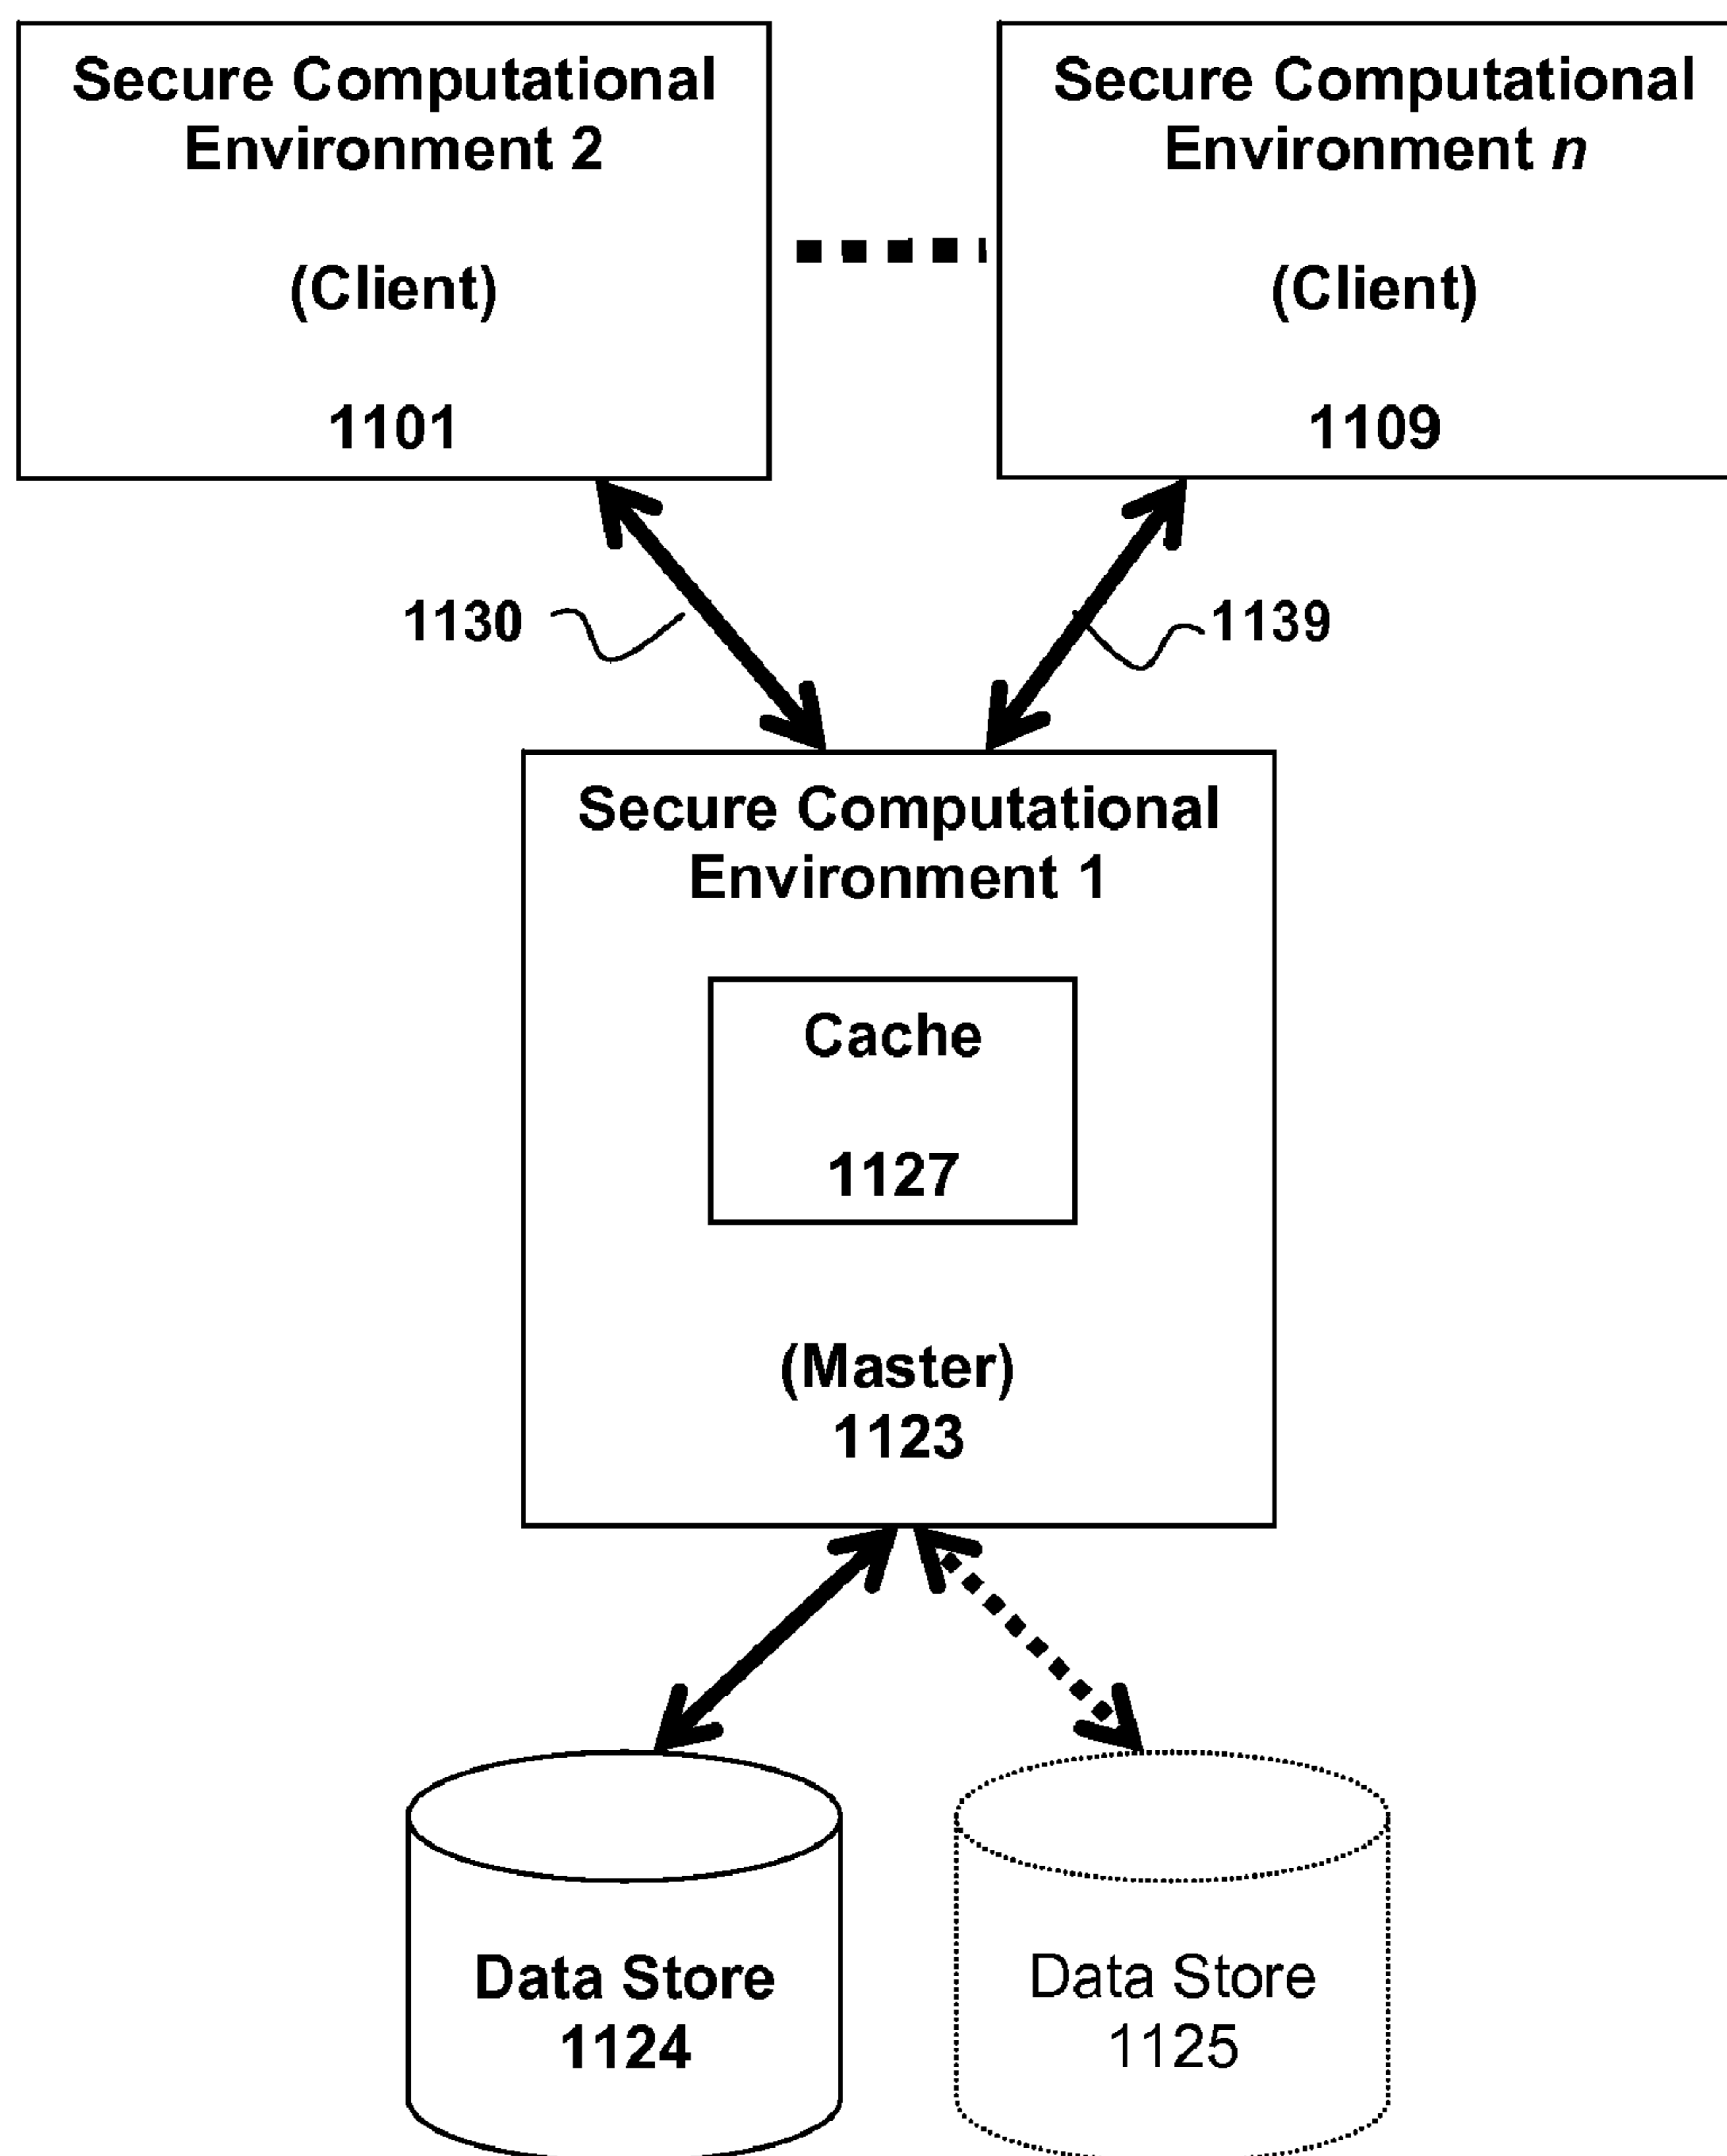 Secure Computational
Environment 2
(Client)
1101
Secure Computational
Environment n
(Client)
1109
1130
1139
Secure Computational
Environment 1
Cache
1127
(Master)
1123
Data Store
1124
Data Store
1125